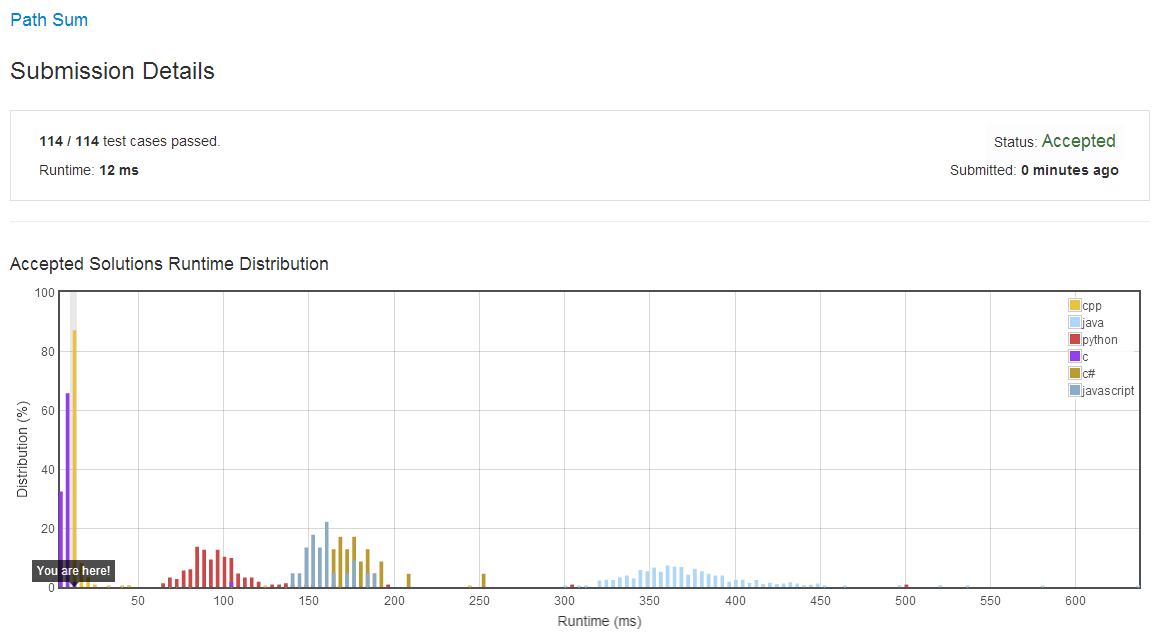 Path Sum
Submission Details
114 / 114 test cases passed.
Status: Accepted
Runtime: 12 ms
Submitted: 0 minutes ago
Accepted Solutions Runtime Distribution
100
80
60
40
20
0
Distribution (%)
cpp
java
python
c
c#
javascript
You are here!
50 100 150 200 250 300 350 400 450 500 550 600
Runtime (ms)